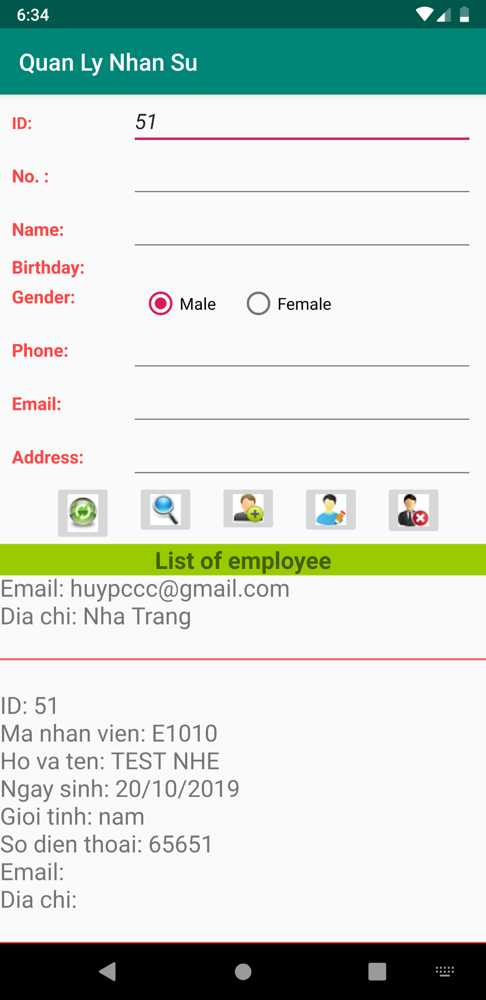 6:34
Quan Ly Nhan Su
ID: 51
No. :
Name:
Birthday:
Gender: Male Female
Phone:
Email:
Address:
List of employee
Email: huypccc@gmail.com
Dia chi: Nha Trang
ID: 51
Ma nhan vien: E1010
Ho va ten: TEST NHE
Ngay sinh: 20/10/2019
Gioi tinh: nam
So dien thoai: 65651
Email:
Dia chi: